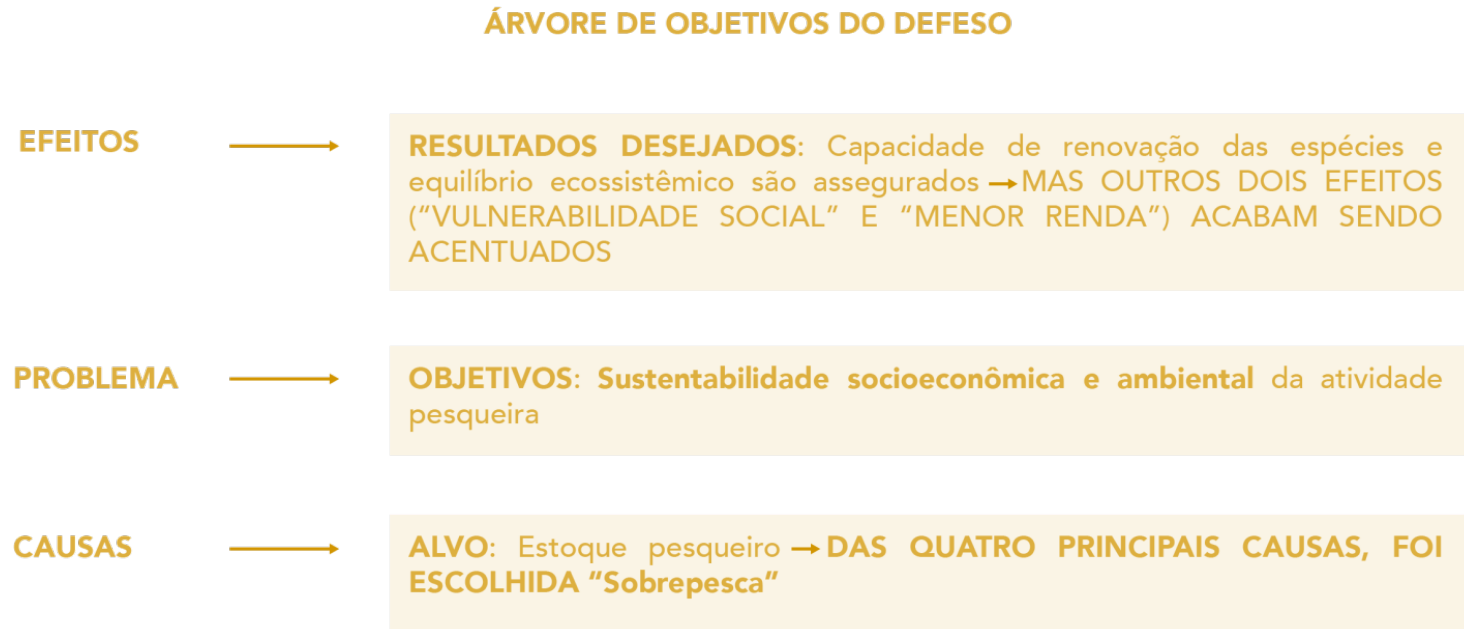 ÁRVORE DE OBJETIVOS DO DEFESO
EFEITOS
RESULTADOS DESEJADOS: Capacidade de renovação das espécies e
equilíbrio ecossistêmico são assegurados → MAS OUTROS DOIS EFEITOS
(“VULNERABILIDADE SOCIAL” E “MENOR RENDA”) ACABAM SENDO
ACENTUADOS
PROBLEMA
OBJETIVOS: Sustentabilidade socioeconômica e ambiental da atividade
pesqueira
CAUSAS
ALVO: Estoque pesqueiro → DAS QUATRO PRINCIPAIS CAUSAS, FOI
ESCOLHIDA “Sobrepesca”